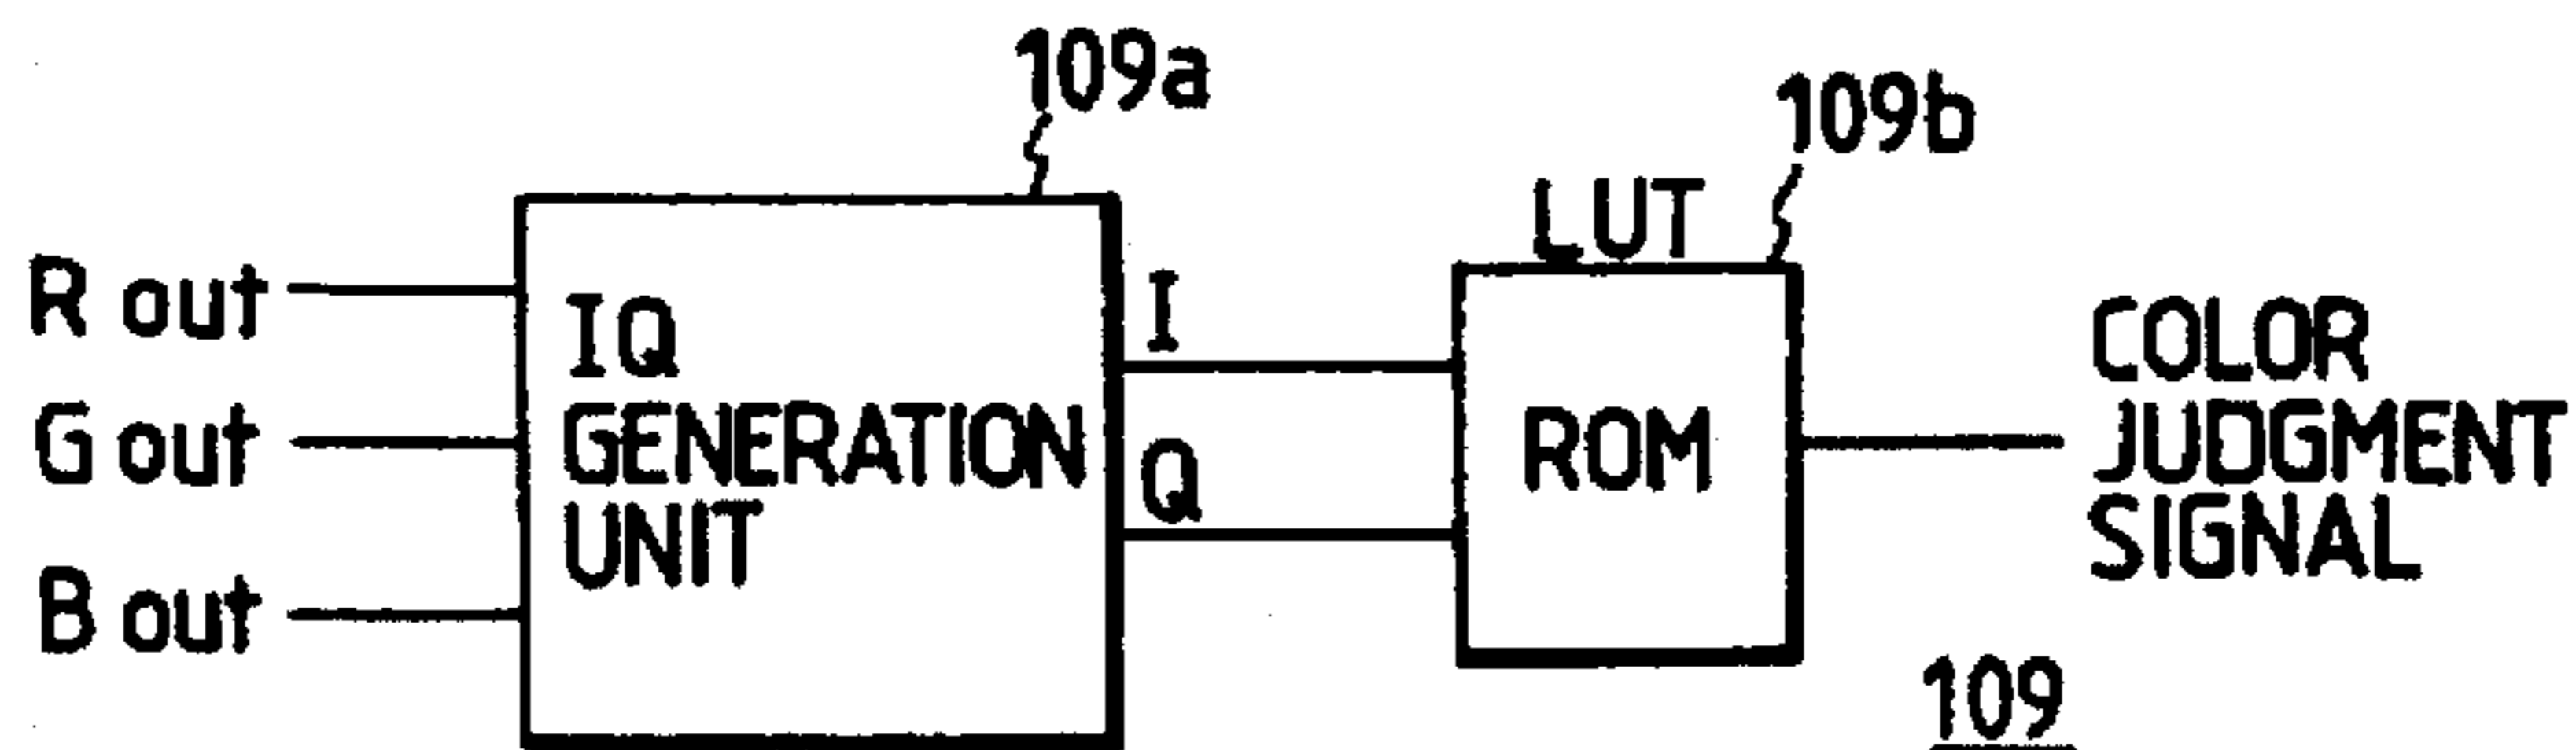 109a
109b
LUT
R out
G out
B out
IQ
GENERATION
UNIT
I
Q
ROM
COLOR
JUDGMENT
SIGNAL
109